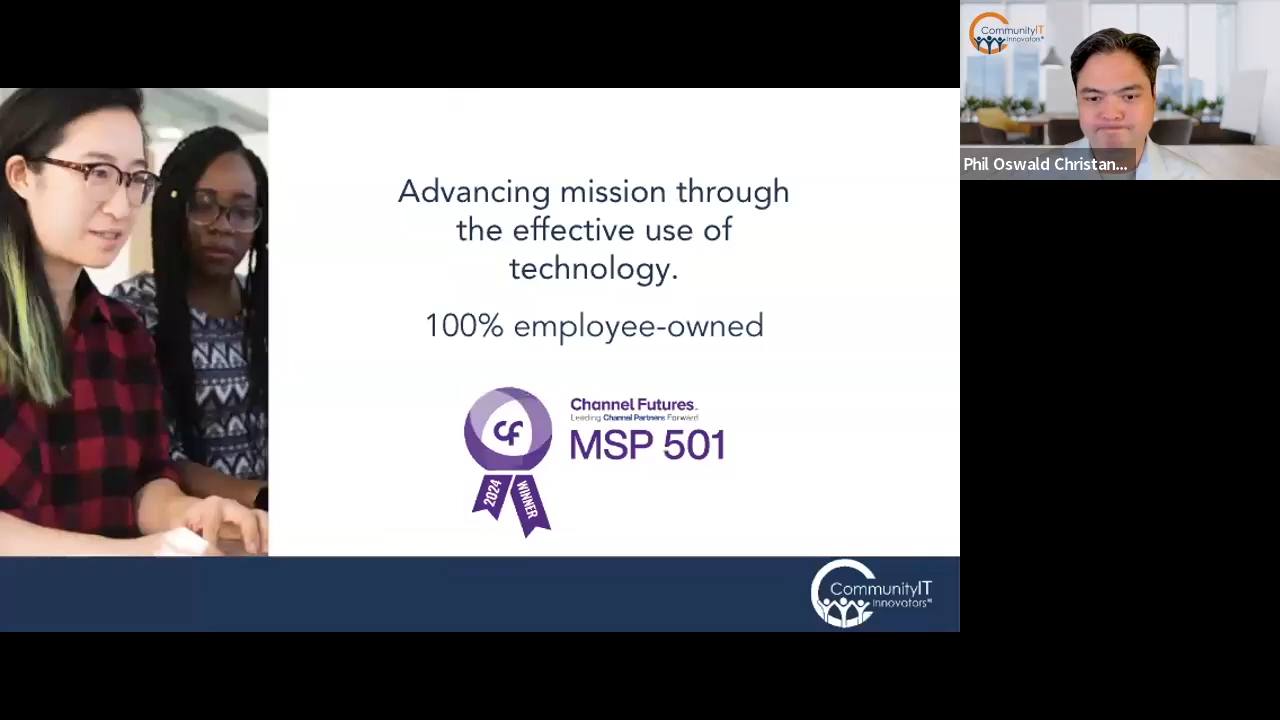 CommunityIT
Innovators®
Phil Oswald Christan...
Advancing mission through
the effective use of
technology.
100% employee-owned
Channel Futures.
Leading Channel Partners Forward
MSP 501
cf
2024
WINNER
CommunityIT
Innovators®